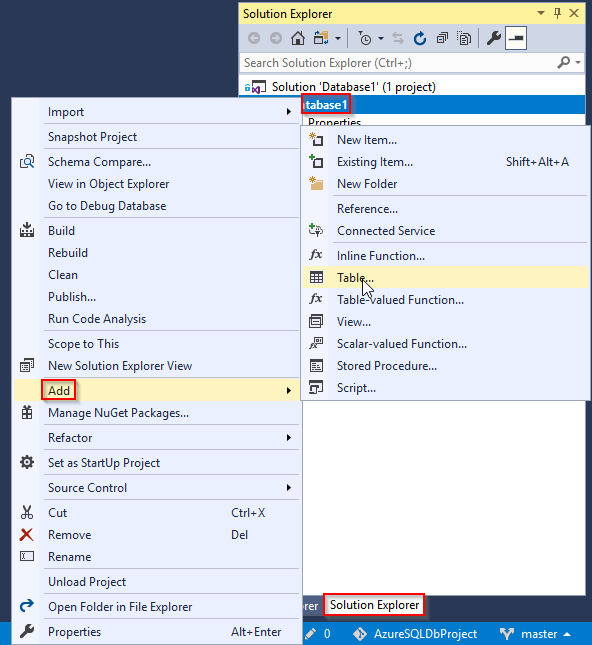 Solution Explorer
Search Solution Explorer (Ctrl+;)
Solution 'Database1' (1 project)
tabase1
Properties
Import
Snapshot Project
Schema Compare...
View in Object Explorer
Go to Debug Database
Build
Rebuild
Clean
Publish...
Run Code Analysis
Scope to This
New Solution Explorer View
Add
Manage NuGet Packages...
Refactor
Set as StartUp Project
Source Control
Cut Ctrl+X
Remove Del
Rename
Unload Project
Open Folder in File Explorer
Properties Alt+Enter
New Item...
Existing Item... Shift+Alt+A
New Folder
Reference...
Connected Service
Inline Function...
Table...
Table-valued Function...
View...
Scalar-valued Function...
Stored Procedure...
Script...
rer Solution Explorer
0 AzureSQLDbProject master